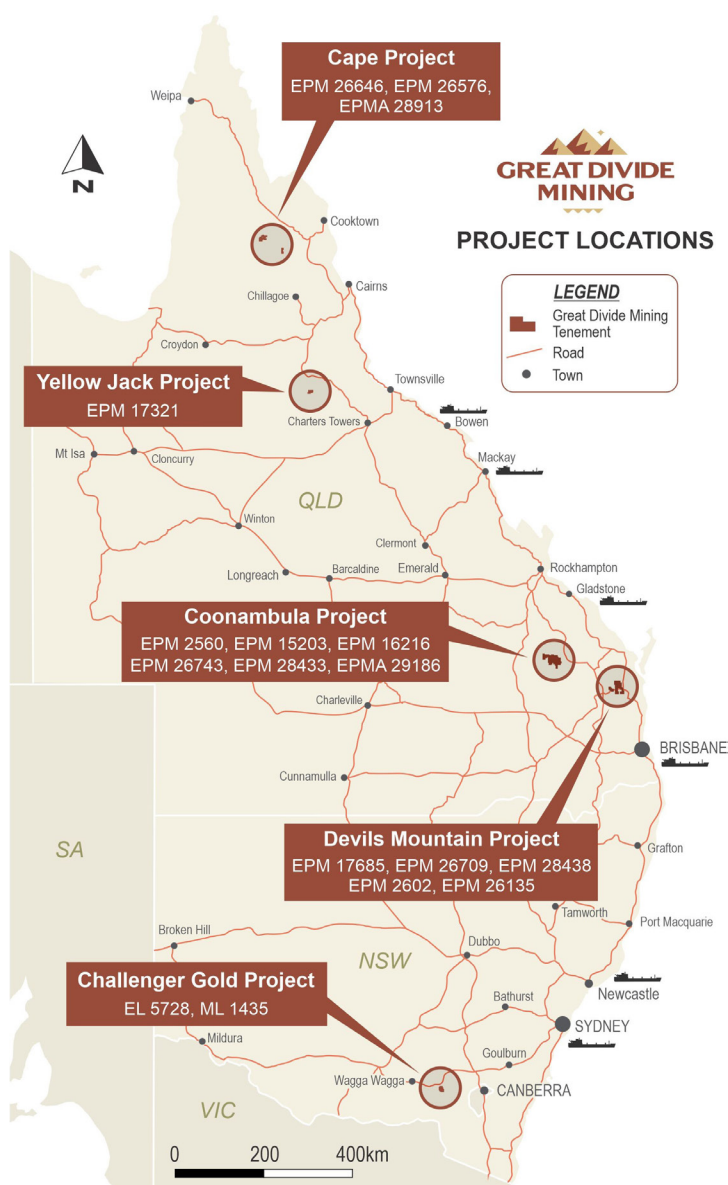 Cape Project
EPM 26646, EPM 26576,
EPMA 28913
Weipa
N
GREAT DIVIDE
MINING
PROJECT LOCATIONS
Cooktown
LEGEND
Great Divide Mining
Tenement
Road
Town
Cairns
Chillagoe
Croydon
Yellow Jack Project
EPM 17321
Townsville
Charters Towers
Bowen
Mt Isa
Cloncurry
Mackay
QLD
Winton
Clermont
Longreach
Barcaldine
Emerald
Rockhampton
Gladstone
Coonambula Project
EPM 2560, EPM 15203, EPM 16216
EPM 26743, EPM 28433, EPMA 29186
Charleville
BRISBANE
Cunnamulla
Devils Mountain Project
EPM 17685, EPM 26709, EPM 28438
EPM 2602, EPM 26135
SA
Grafton
Tamworth
Port Macquarie
Broken Hill
Dubbo
NSW
Challenger Gold Project
EL 5728, ML 1435
Newcastle
Bathurst
SYDNEY
Mildura
Goulburn
Wagga Wagga
CANBERRA
VIC
0 200 400km